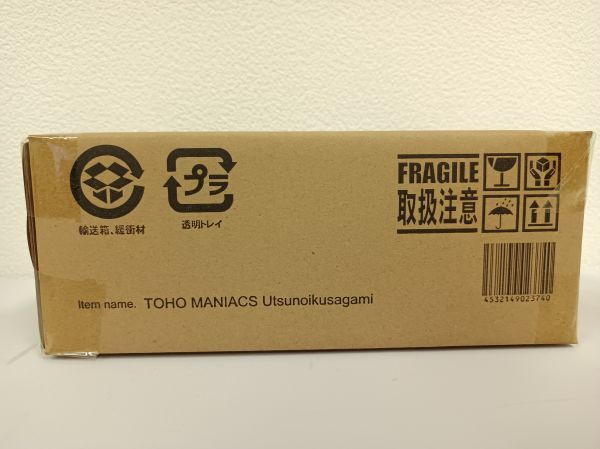 プラ
輸送箱、緩衝材
透明トレイ
FRAGILE
取扱注意
Item name. TOHO MANIACS Utsunoikusagami
4532149023740